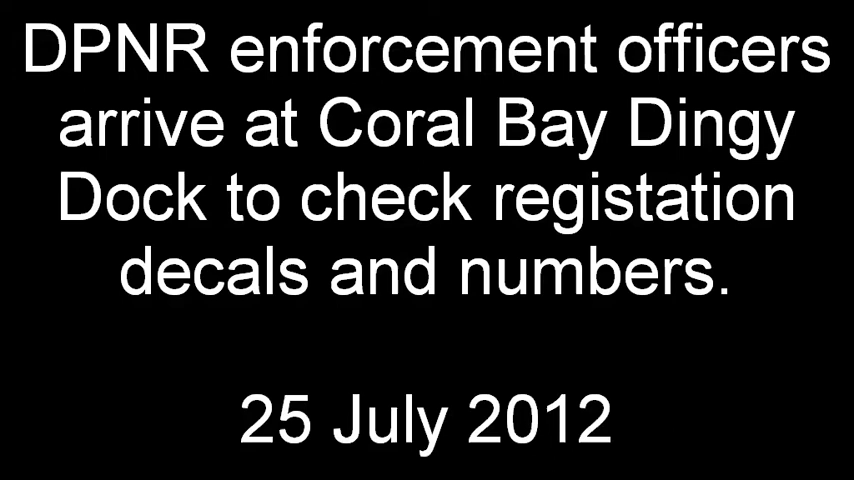 DPNR enforcement officers
arrive at Coral Bay Dingy
Dock to check registation
decals and numbers.
25 July 2012